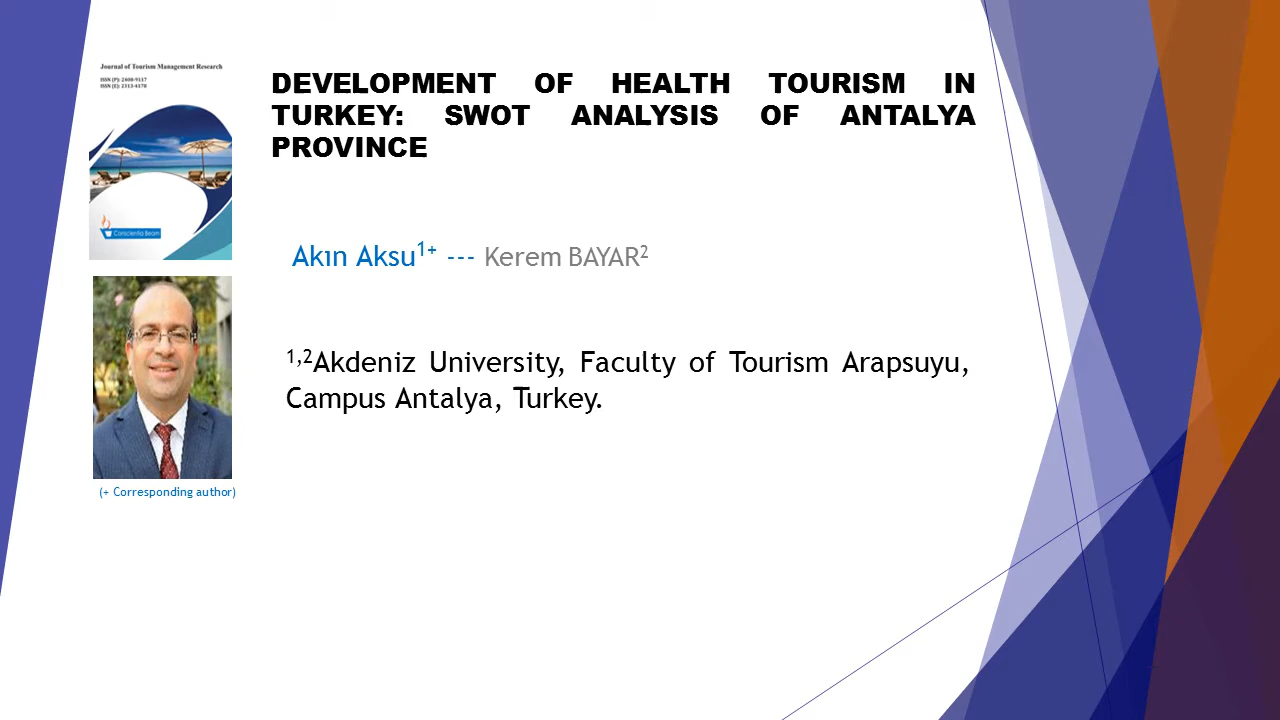 Journal of Tourism Management Research
ISSN (P): 2408-9117
ISSN (E): 2313-4178
Conscientia Beam
(+ Corresponding author)
DEVELOPMENT OF HEALTH TOURISM IN
TURKEY: SWOT ANALYSIS OF ANTALYA
PROVINCE
Akın Aksu¹⁺ --- Kerem BAYAR²
¹,²Akdeniz University, Faculty of Tourism Arapsuyu,
Campus Antalya, Turkey.